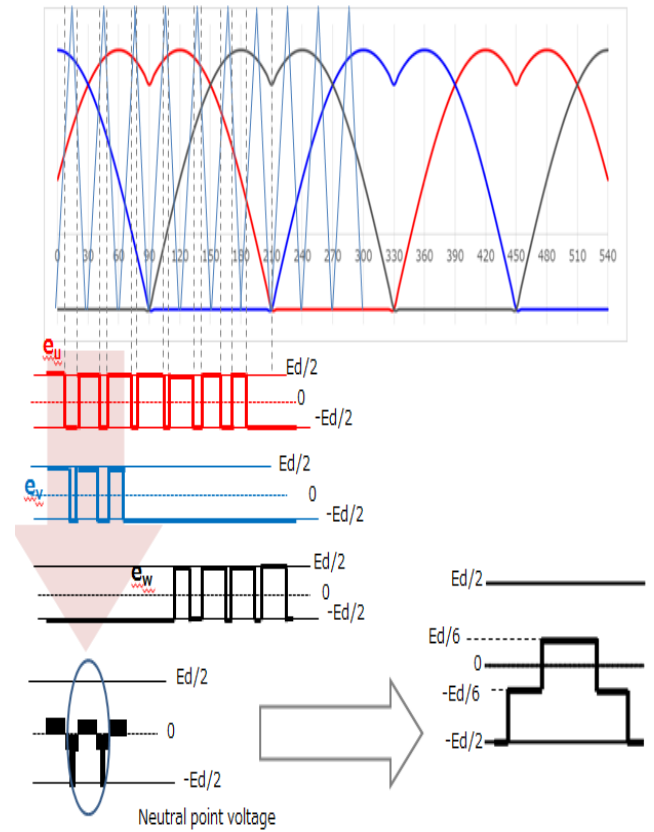 0 30 60 90 120 150 180 210 240 270 300 330 360 390 420 450 480 510 540
eu
Ed/2
0
-Ed/2
ev
Ed/2
0
-Ed/2
ew
Ed/2
0
-Ed/2
Ed/2
0
-Ed/2
Neutral point voltage
Ed/2
Ed/6
0
-Ed/6
-Ed/2